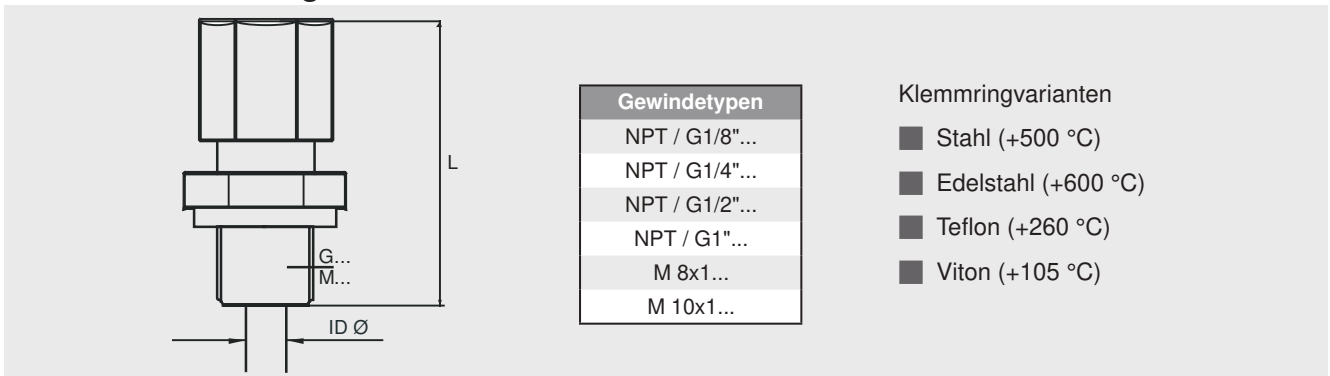 L
G...
M...
ID Ø
Gewindetypen
NPT / G1/8"...
NPT / G1/4"...
NPT / G1/2"...
NPT / G1"...
M 8x1...
M 10x1...
Klemmringvarianten
Stahl (+500 °C)
Edelstahl (+600 °C)
Teflon (+260 °C)
Viton (+105 °C)